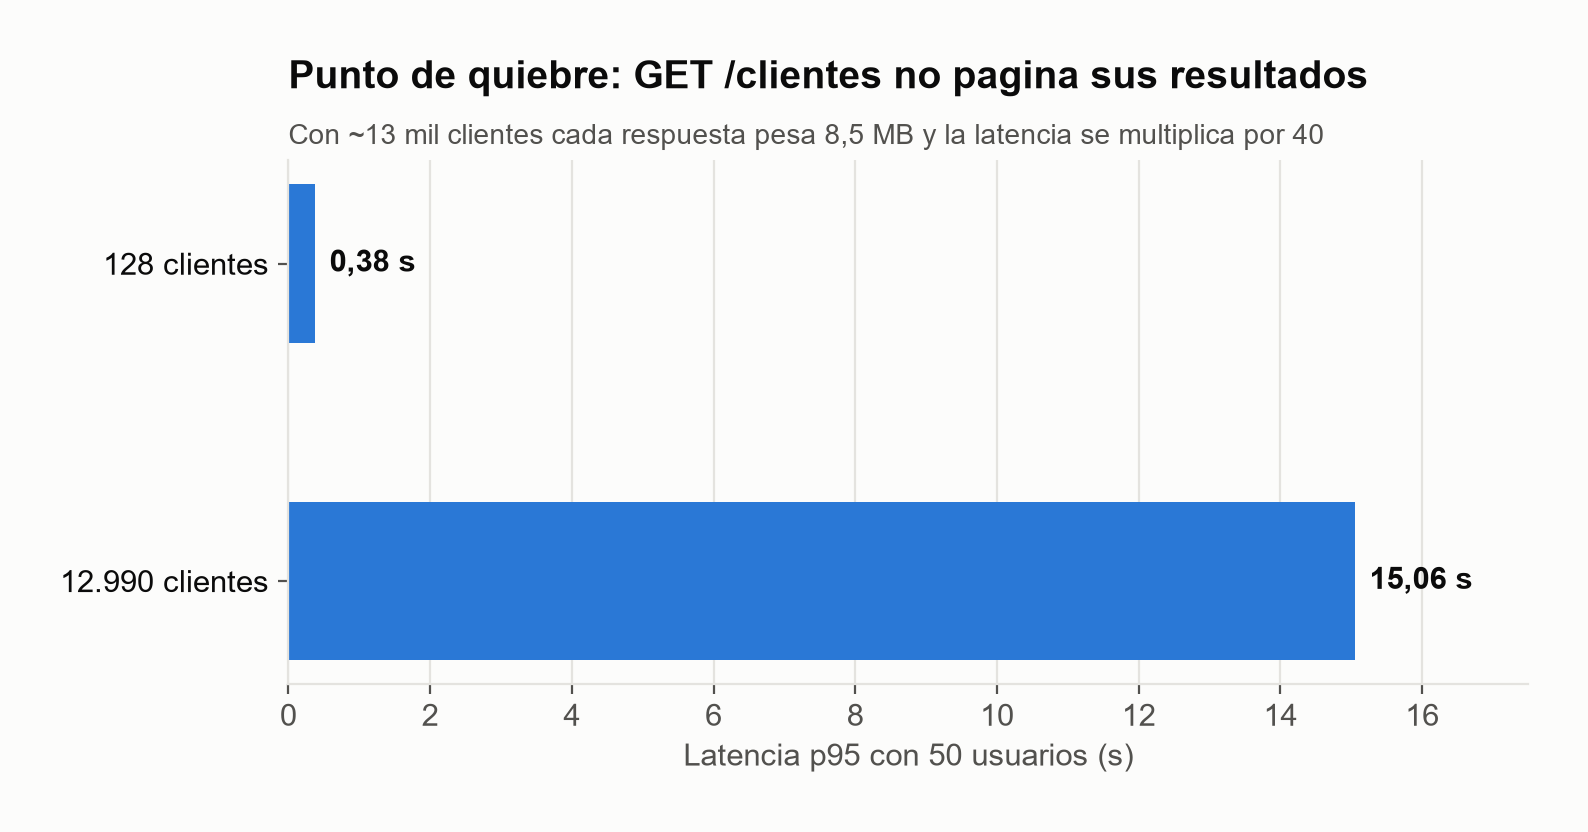 Punto de quiebre: GET /clientes no pagina sus resultados
Con ~13 mil clientes cada respuesta pesa 8,5 MB y la latencia se multiplica por 40
128 clientes
0,38 s
12.990 clientes
15,06 s
0 2 4 6 8 10 12 14 16
Latencia p95 con 50 usuarios (s)